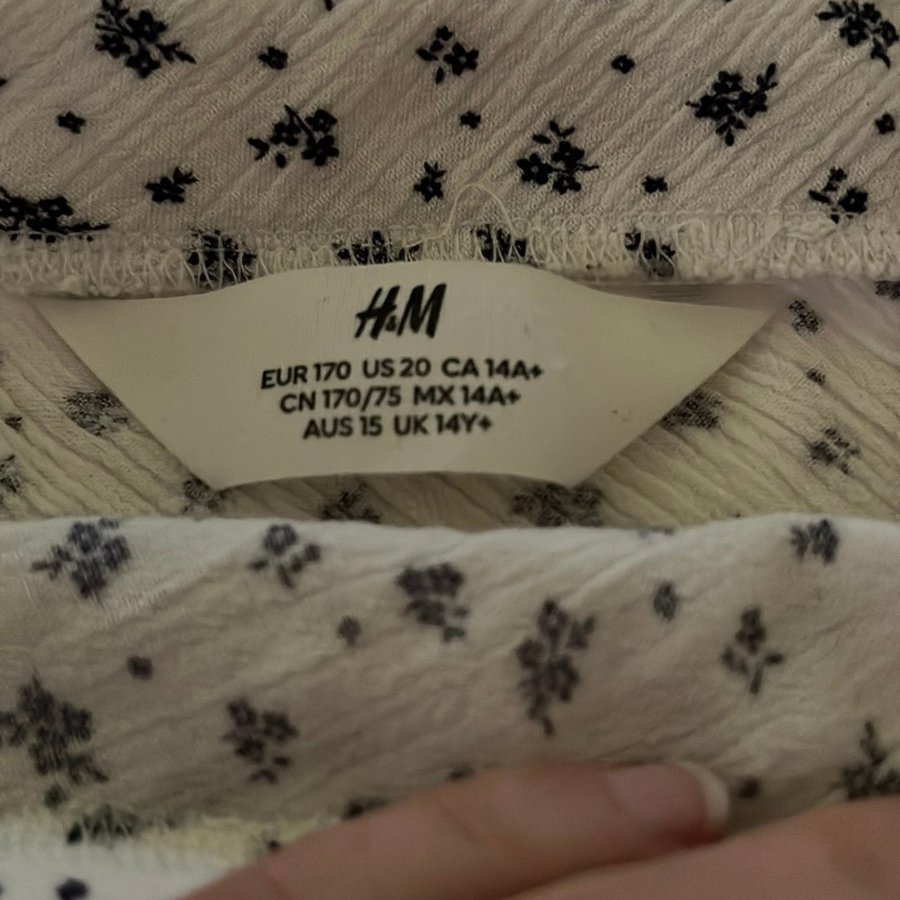 H&M
EUR 170 US 20 CA 14A+
CN 170/75 MX 14A+
AUS 15 UK 14Y+